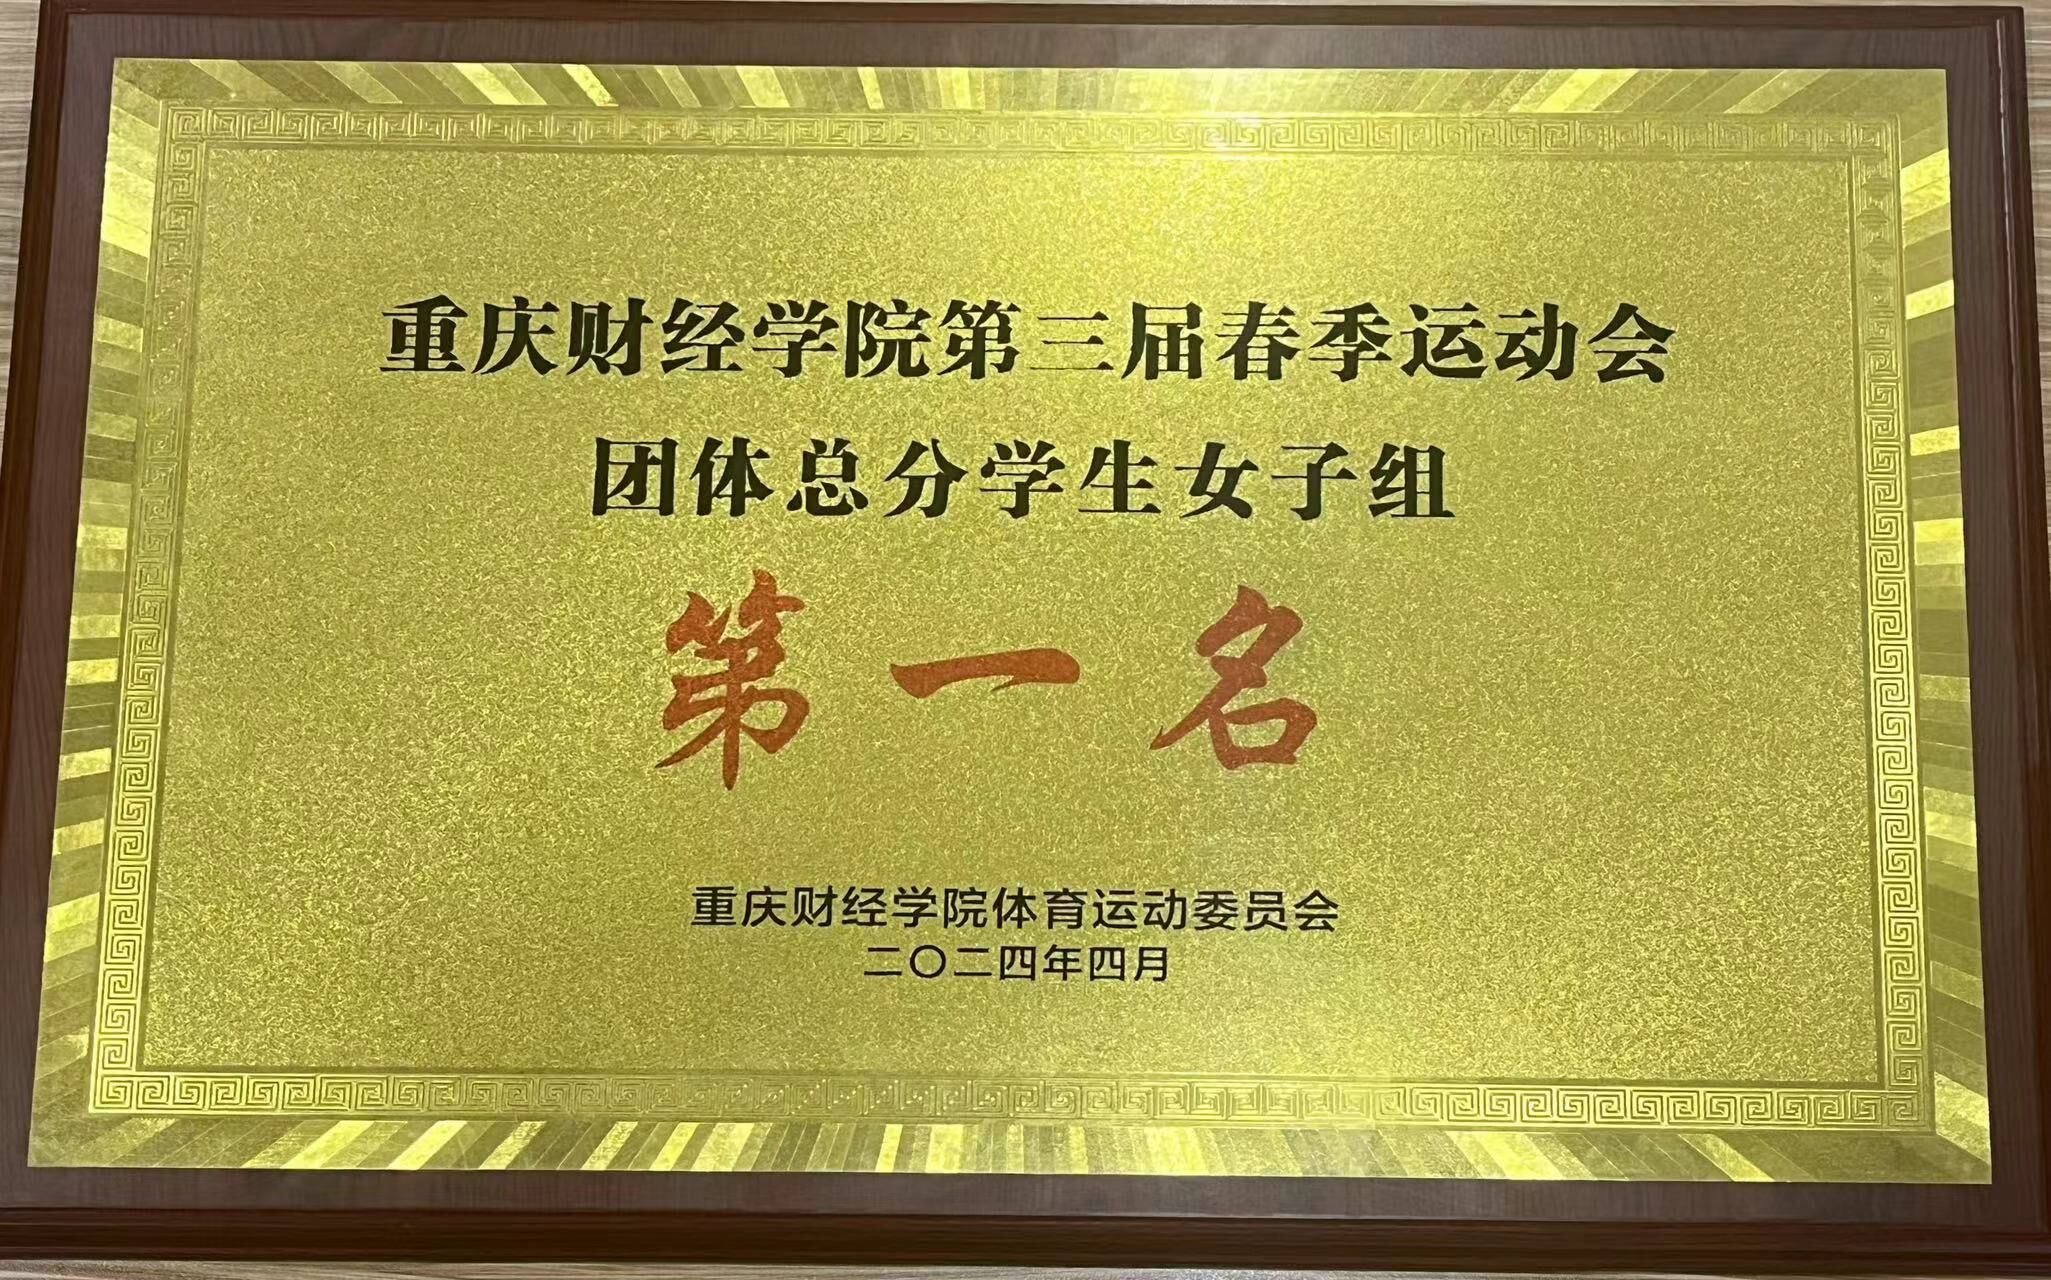 重庆财经学院第三届春季运动会
团体总分学生女子组
第一名
重庆财经学院体育运动委员会
二〇二四年四月